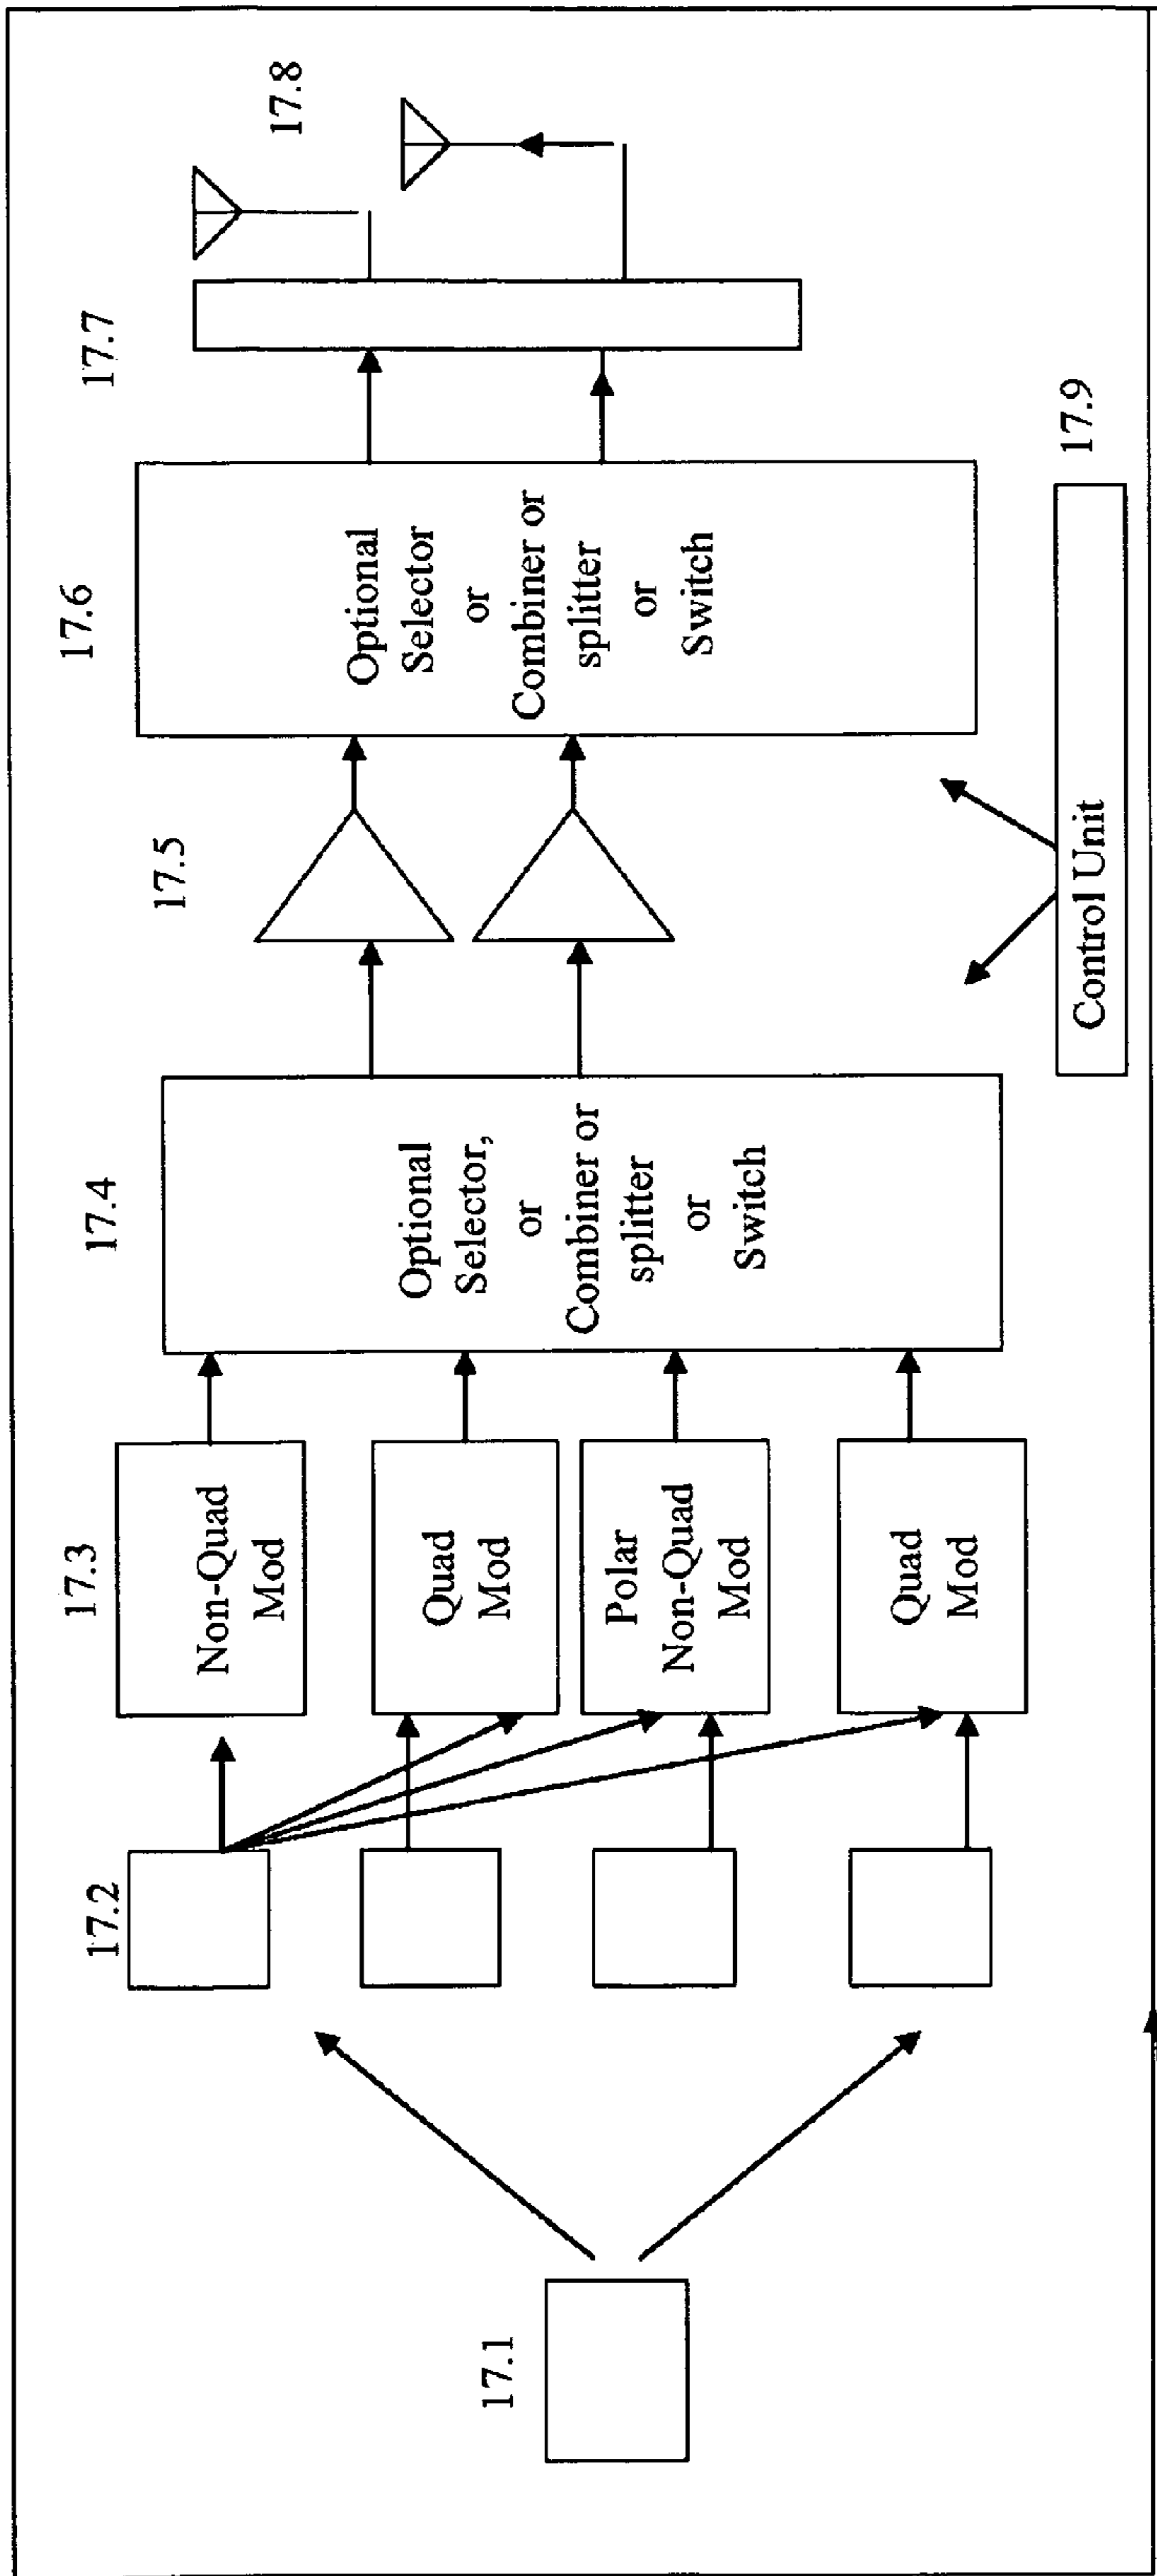 17.1
17.2
17.3
Non-Quad
Mod
Quad
Mod
Polar
Non-Quad
Mod
Quad
Mod
17.4
Optional
Selector,
or
Combiner or
splitter
or
Switch
17.5
17.6
Optional
Selector
or
Combiner or
splitter
or
Switch
17.7
17.8
Control Unit
17.9